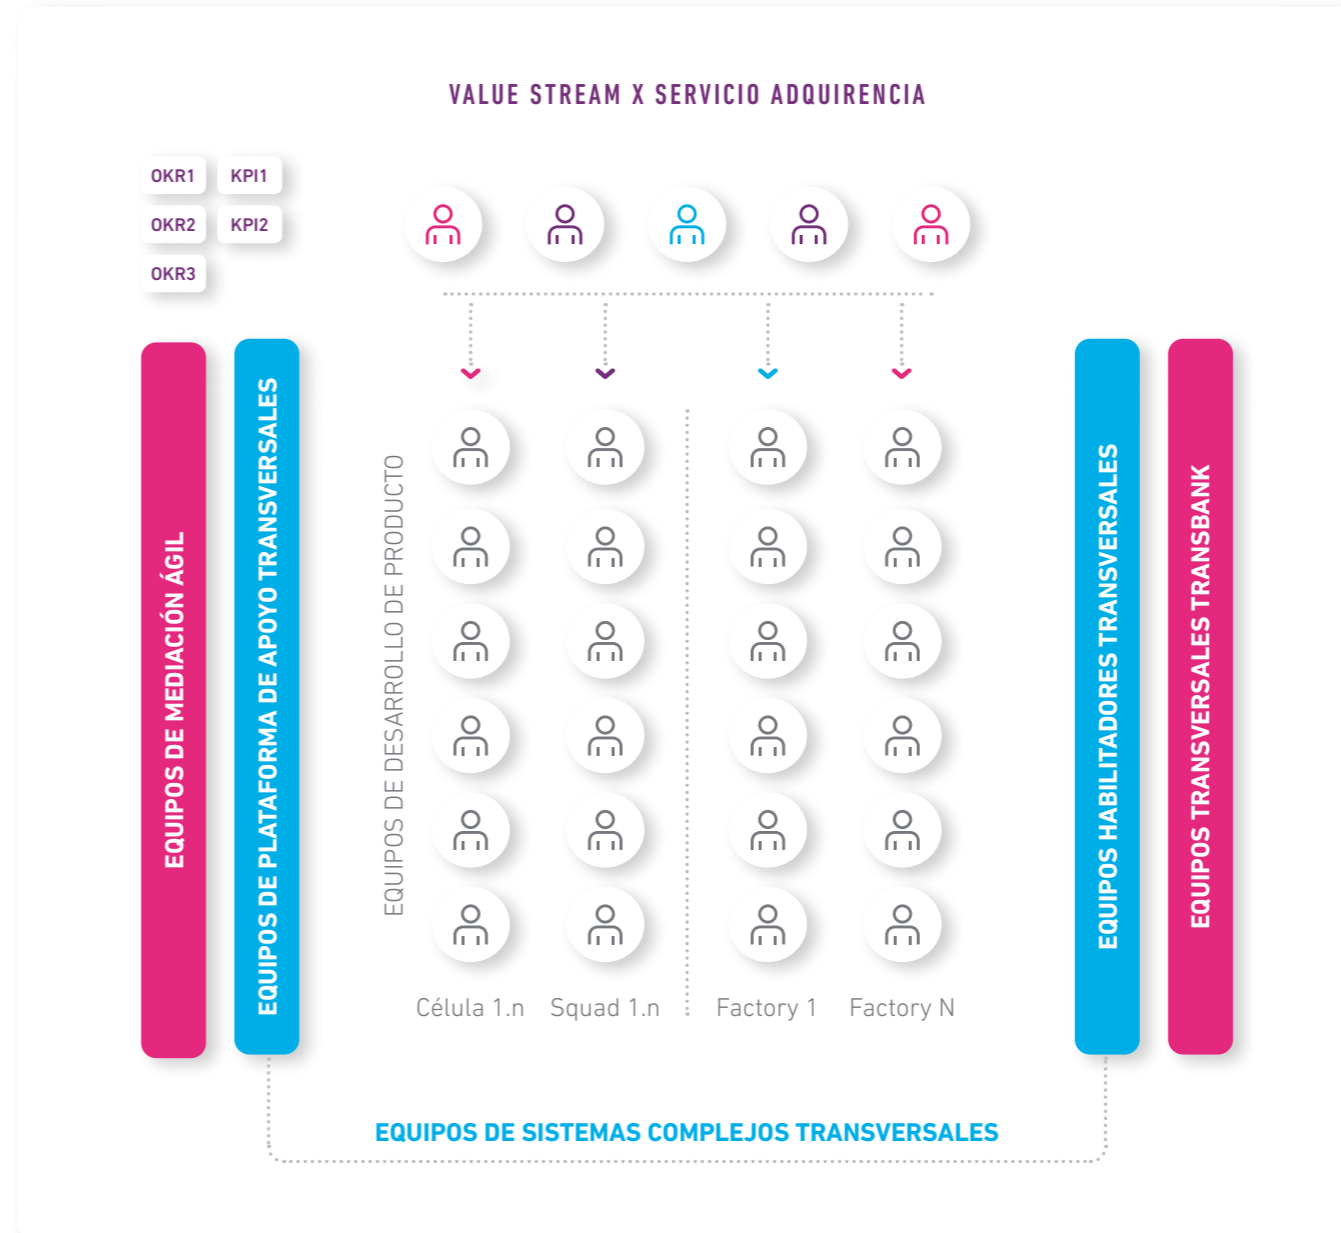 VALUE STREAM X SERVICIO ADQUIRENCIA
OKR1
KPI1
OKR2
KPI2
OKR3
EQUIPOS DE MEDIACIÓN ÁGIL
EQUIPOS DE PLATAFORMA DE APOYO TRANSVERSALES
EQUIPOS DE DESARROLLO DE PRODUCTO
EQUIPOS HABILITADORES TRANSVERSALES
EQUIPOS TRANSVERSALES TRANSBANK
Célula 1.n
Squad 1.n
Factory 1
Factory N
EQUIPOS DE SISTEMAS COMPLEJOS TRANSVERSALES